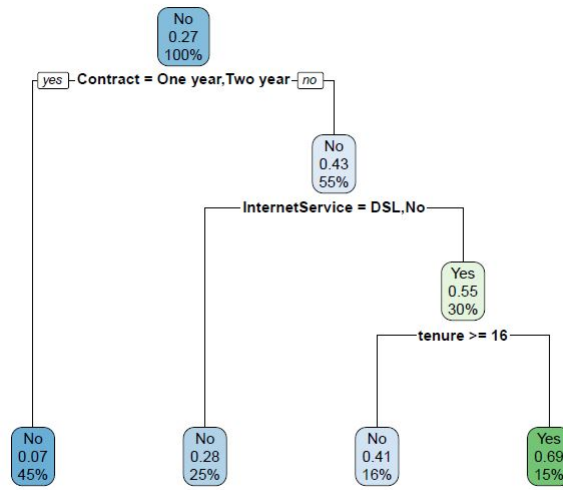 No
0.27
100%
yes Contract = One year,Two year no
No
0.43
55%
InternetService = DSL,No
Yes
0.55
30%
tenure >= 16
No
0.07
45%
No
0.28
25%
No
0.41
16%
Yes
0.69
15%